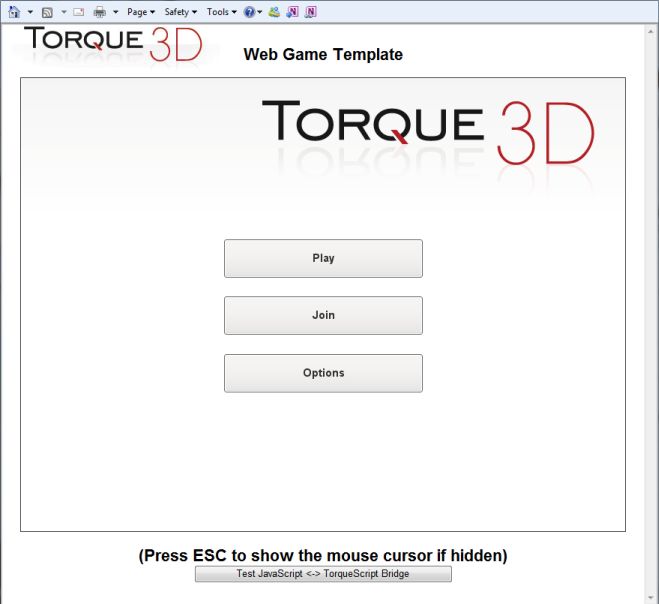 Page Safety Tools
TORQUE 3D
Web Game Template
TORQUE 3D
Play
Join
Options
(Press ESC to show the mouse cursor if hidden)
Test JavaScript <-> TorqueScript Bridge